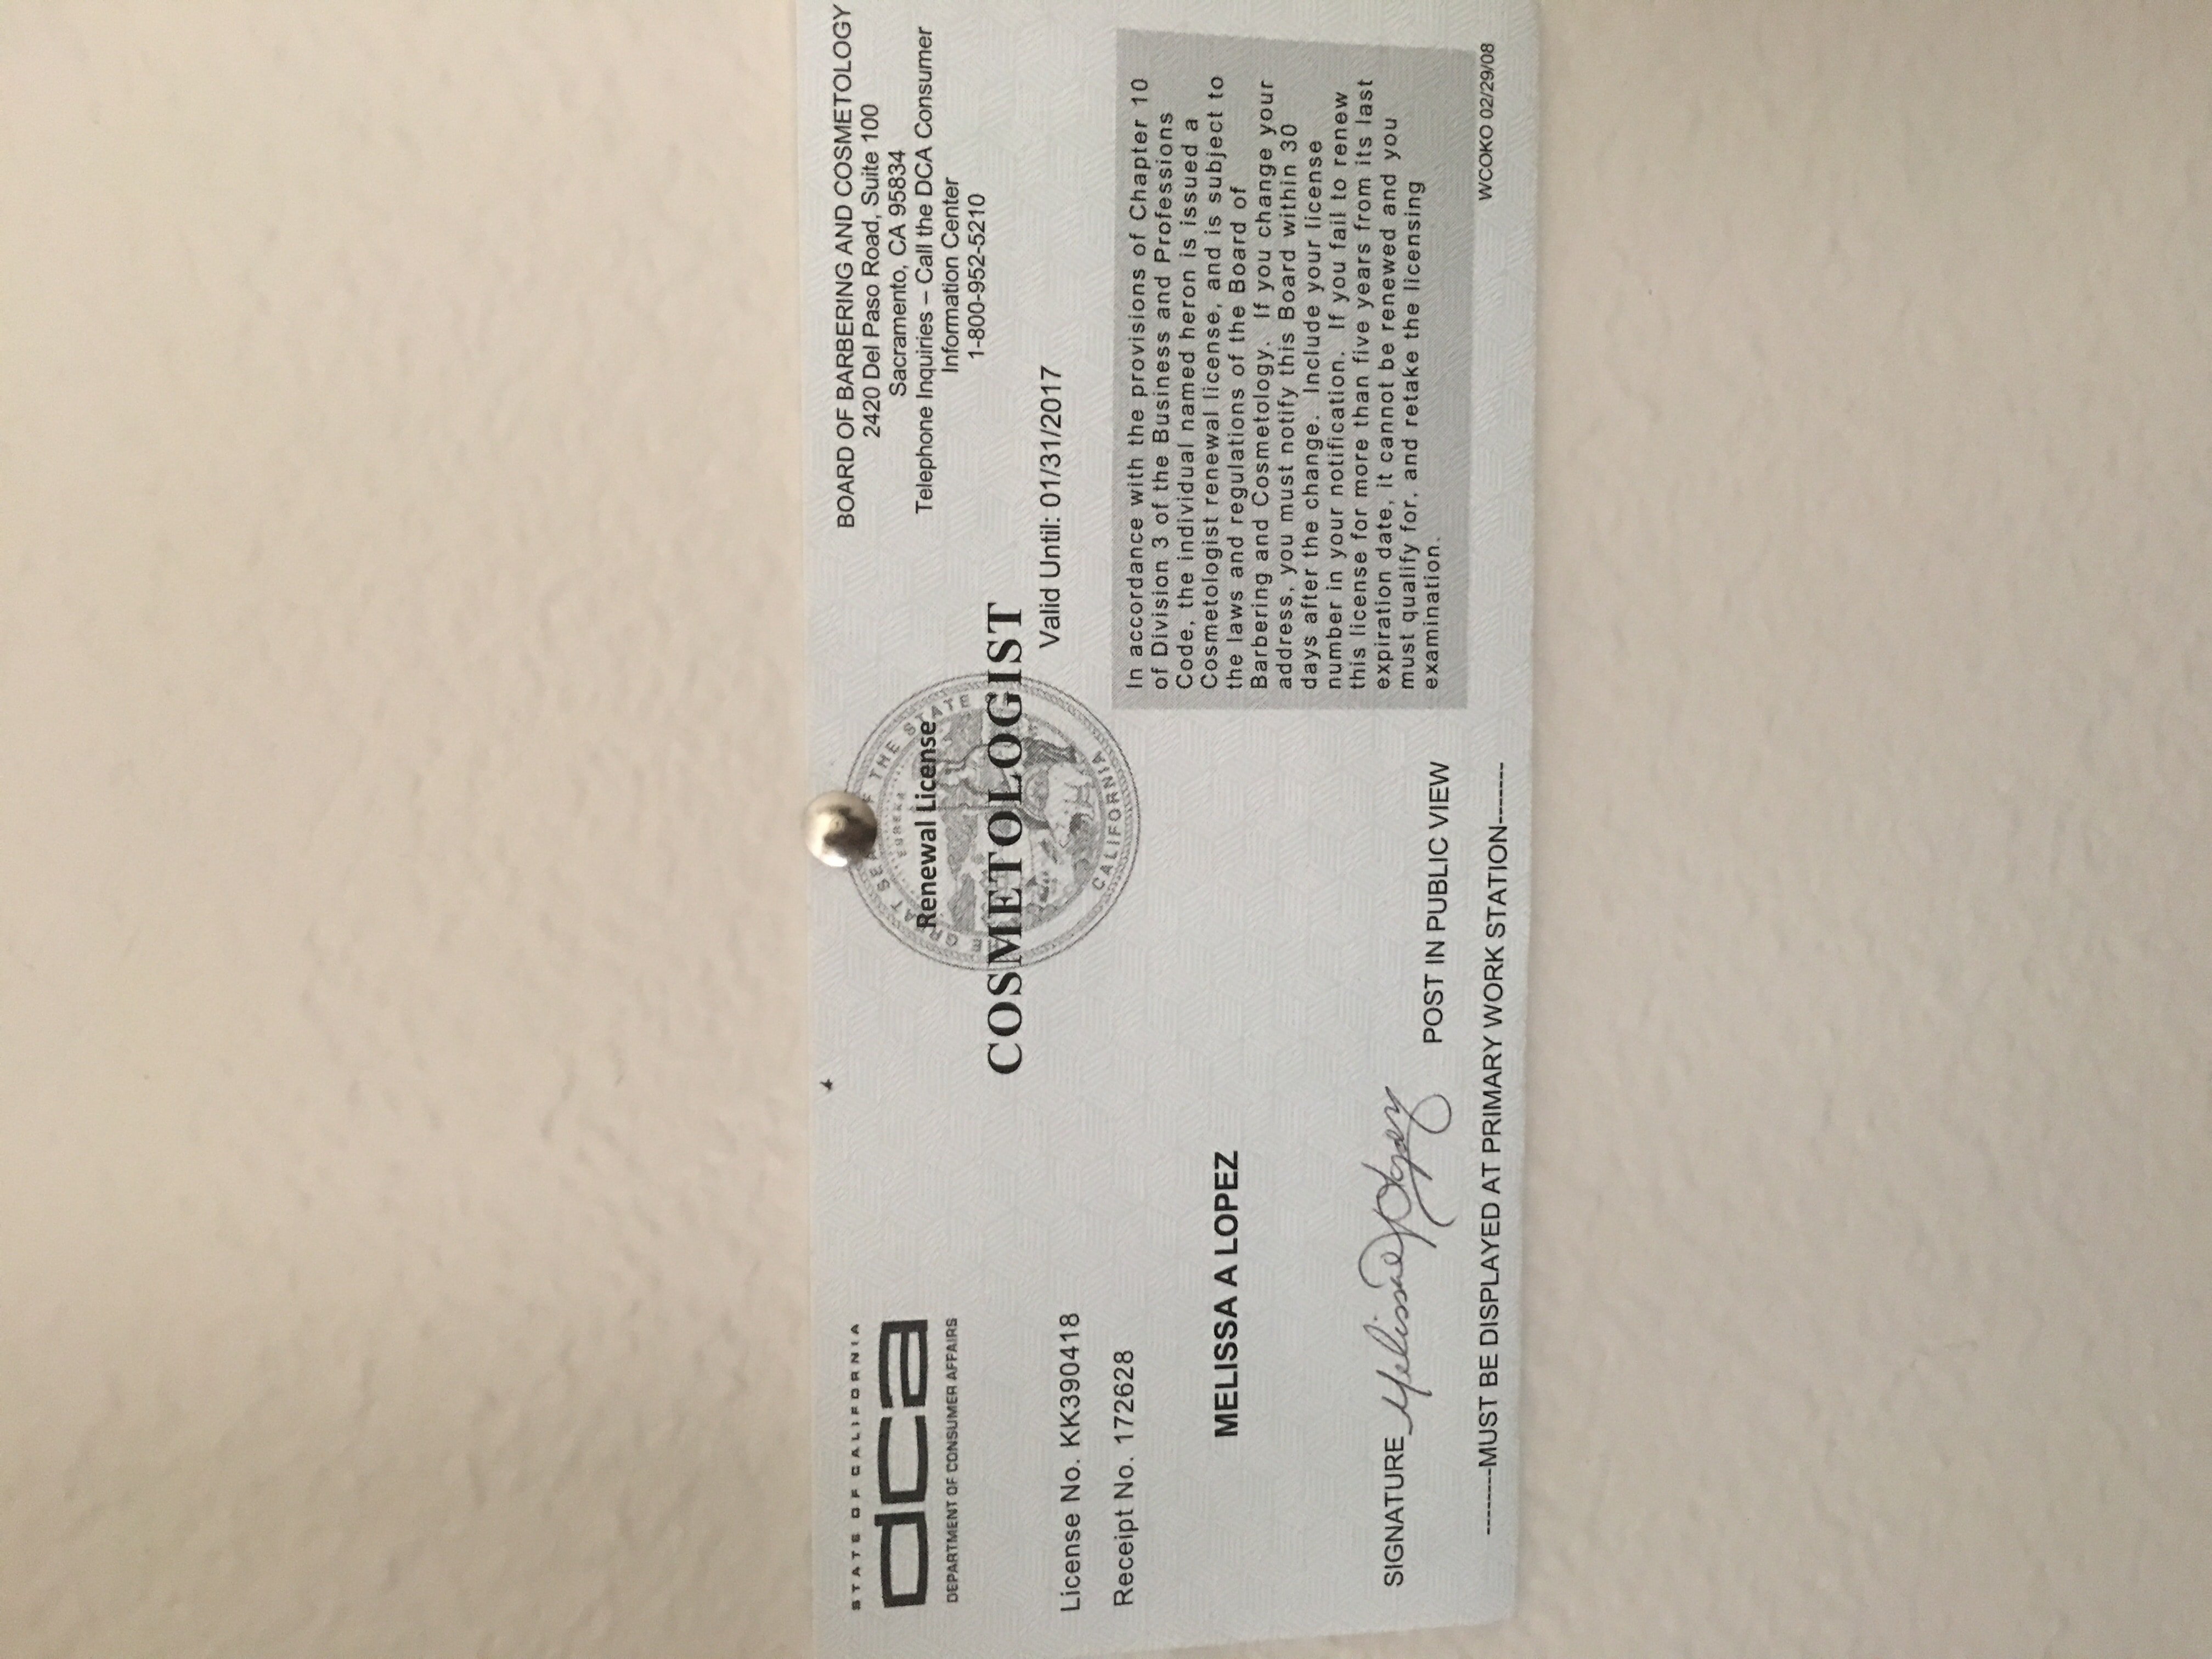 STATE OF CALIFORNIA
dca
DEPARTMENT OF CONSUMER AFFAIRS
BOARD OF BARBERING AND COSMETOLOGY
2420 Del Paso Road, Suite 100
Sacramento, CA 95834
Telephone Inquiries – Call the DCA Consumer
Information Center
1-800-952-5210
THE STATE
EUREKA
CALIFORNIA
Renewal License
COSMETOLOGIST
Valid Until: 01/31/2017
License No. KK390418
Receipt No. 172628
MELISSA A LOPEZ
In accordance with the provisions of Chapter 10
of Division 3 of the Business and Professions
Code, the individual named heron is issued a
Cosmetologist renewal license, and is subject to
the laws and regulations of the Board of
Barbering and Cosmetology. If you change your
address, you must notify this Board within 30
days after the change. Include your license
number in your notification. If you fail to renew
this license for more than five years from its last
expiration date, it cannot be renewed and you
must qualify for, and retake the licensing
examination.
SIGNATURE Melissa Lopez
POST IN PUBLIC VIEW
--------MUST BE DISPLAYED AT PRIMARY WORK STATION------
WCOKO 02/29/08